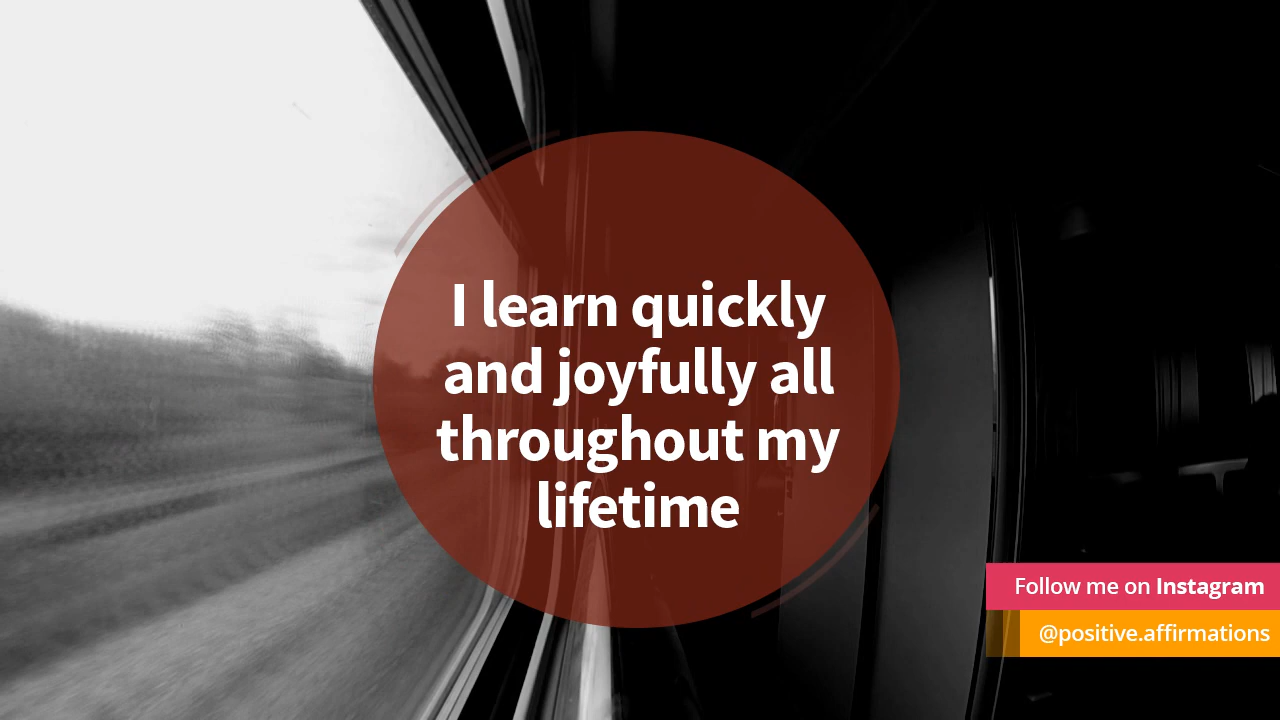 I learn quickly
and joyfully all
throughout my
lifetime
Follow me on Instagram
@positive.affirmations